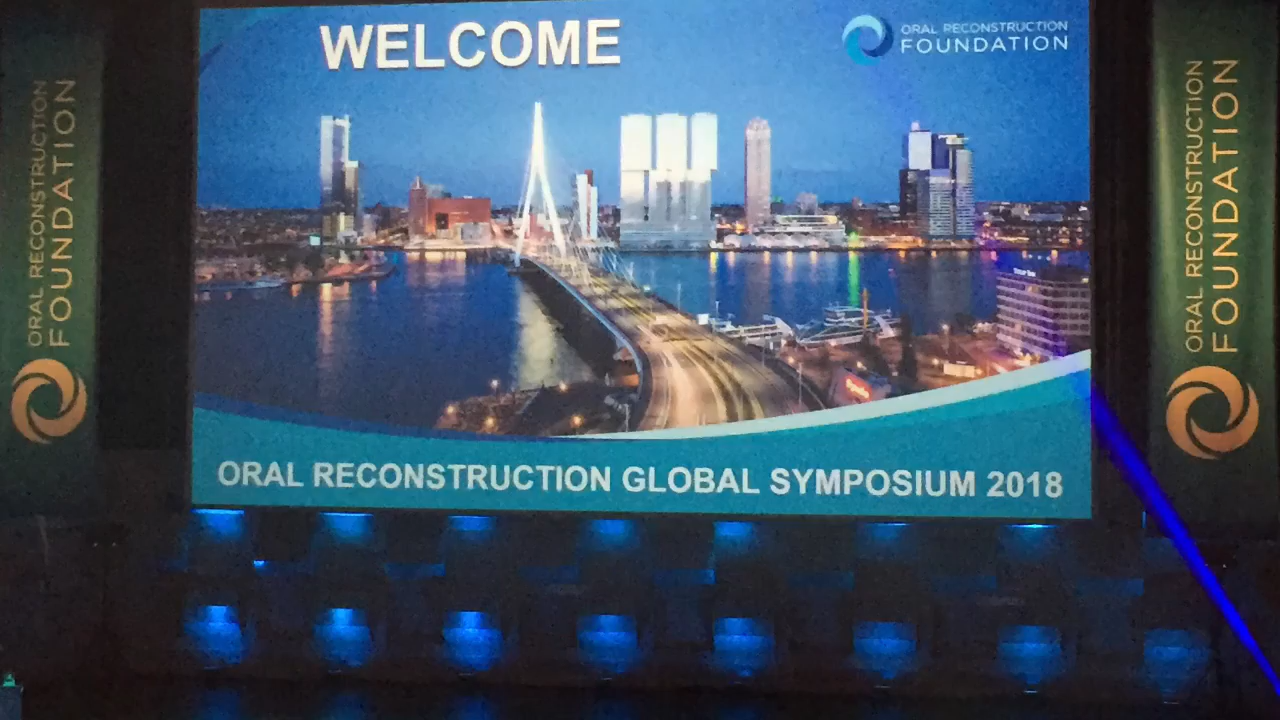 WELCOME
ORAL RECONSTRUCTION
FOUNDATION
ORAL RECONSTRUCTION
FOUNDATION
ORAL RECONSTRUCTION
FOUNDATION
ORAL RECONSTRUCTION GLOBAL SYMPOSIUM 2018